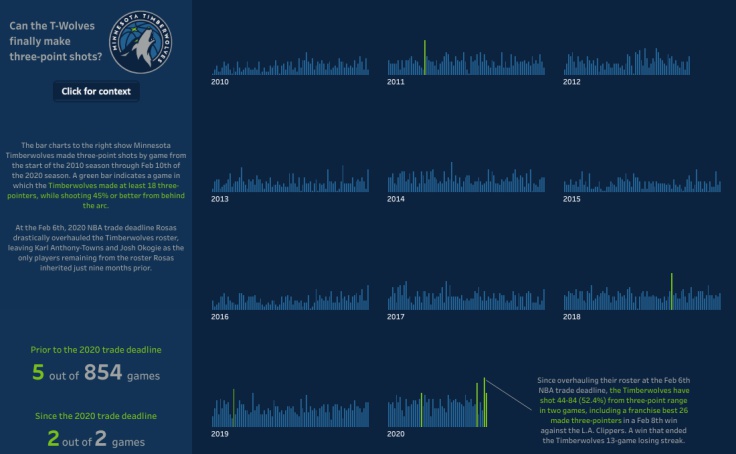 Can the T-Wolves
finally make
three-point shots?
MINNESOTA TIMBERWOLVES
Click for context
The bar charts to the right show Minnesota
Timberwolves made three-point shots by game from
the start of the 2010 season through Feb 10th of
the 2020 season. A green bar indicates a game in
which the Timberwolves made at least 18 three-
pointers, while shooting 45% or better from behind
the arc.
At the Feb 6th, 2020 NBA trade deadline Rosas
drastically overhauled the Timberwolves roster,
leaving Karl Anthony-Towns and Josh Okogie as the
only players remaining from the roster Rosas
inherited just nine months prior.
Prior to the 2020 trade deadline
5 out of 854 games
Since the 2020 trade deadline
2 out of 2 games
2010
2011
2012
2013
2014
2015
2016
2017
2018
2019
2020
Since overhauling their roster at the Feb 6th
NBA trade deadline, the Timberwolves have
shot 44-84 (52.4%) from three-point range
in two games, including a franchise best 26
made three-pointers in a Feb 8th win
against the L.A. Clippers. A win that ended
the Timberwolves 13-game losing streak.